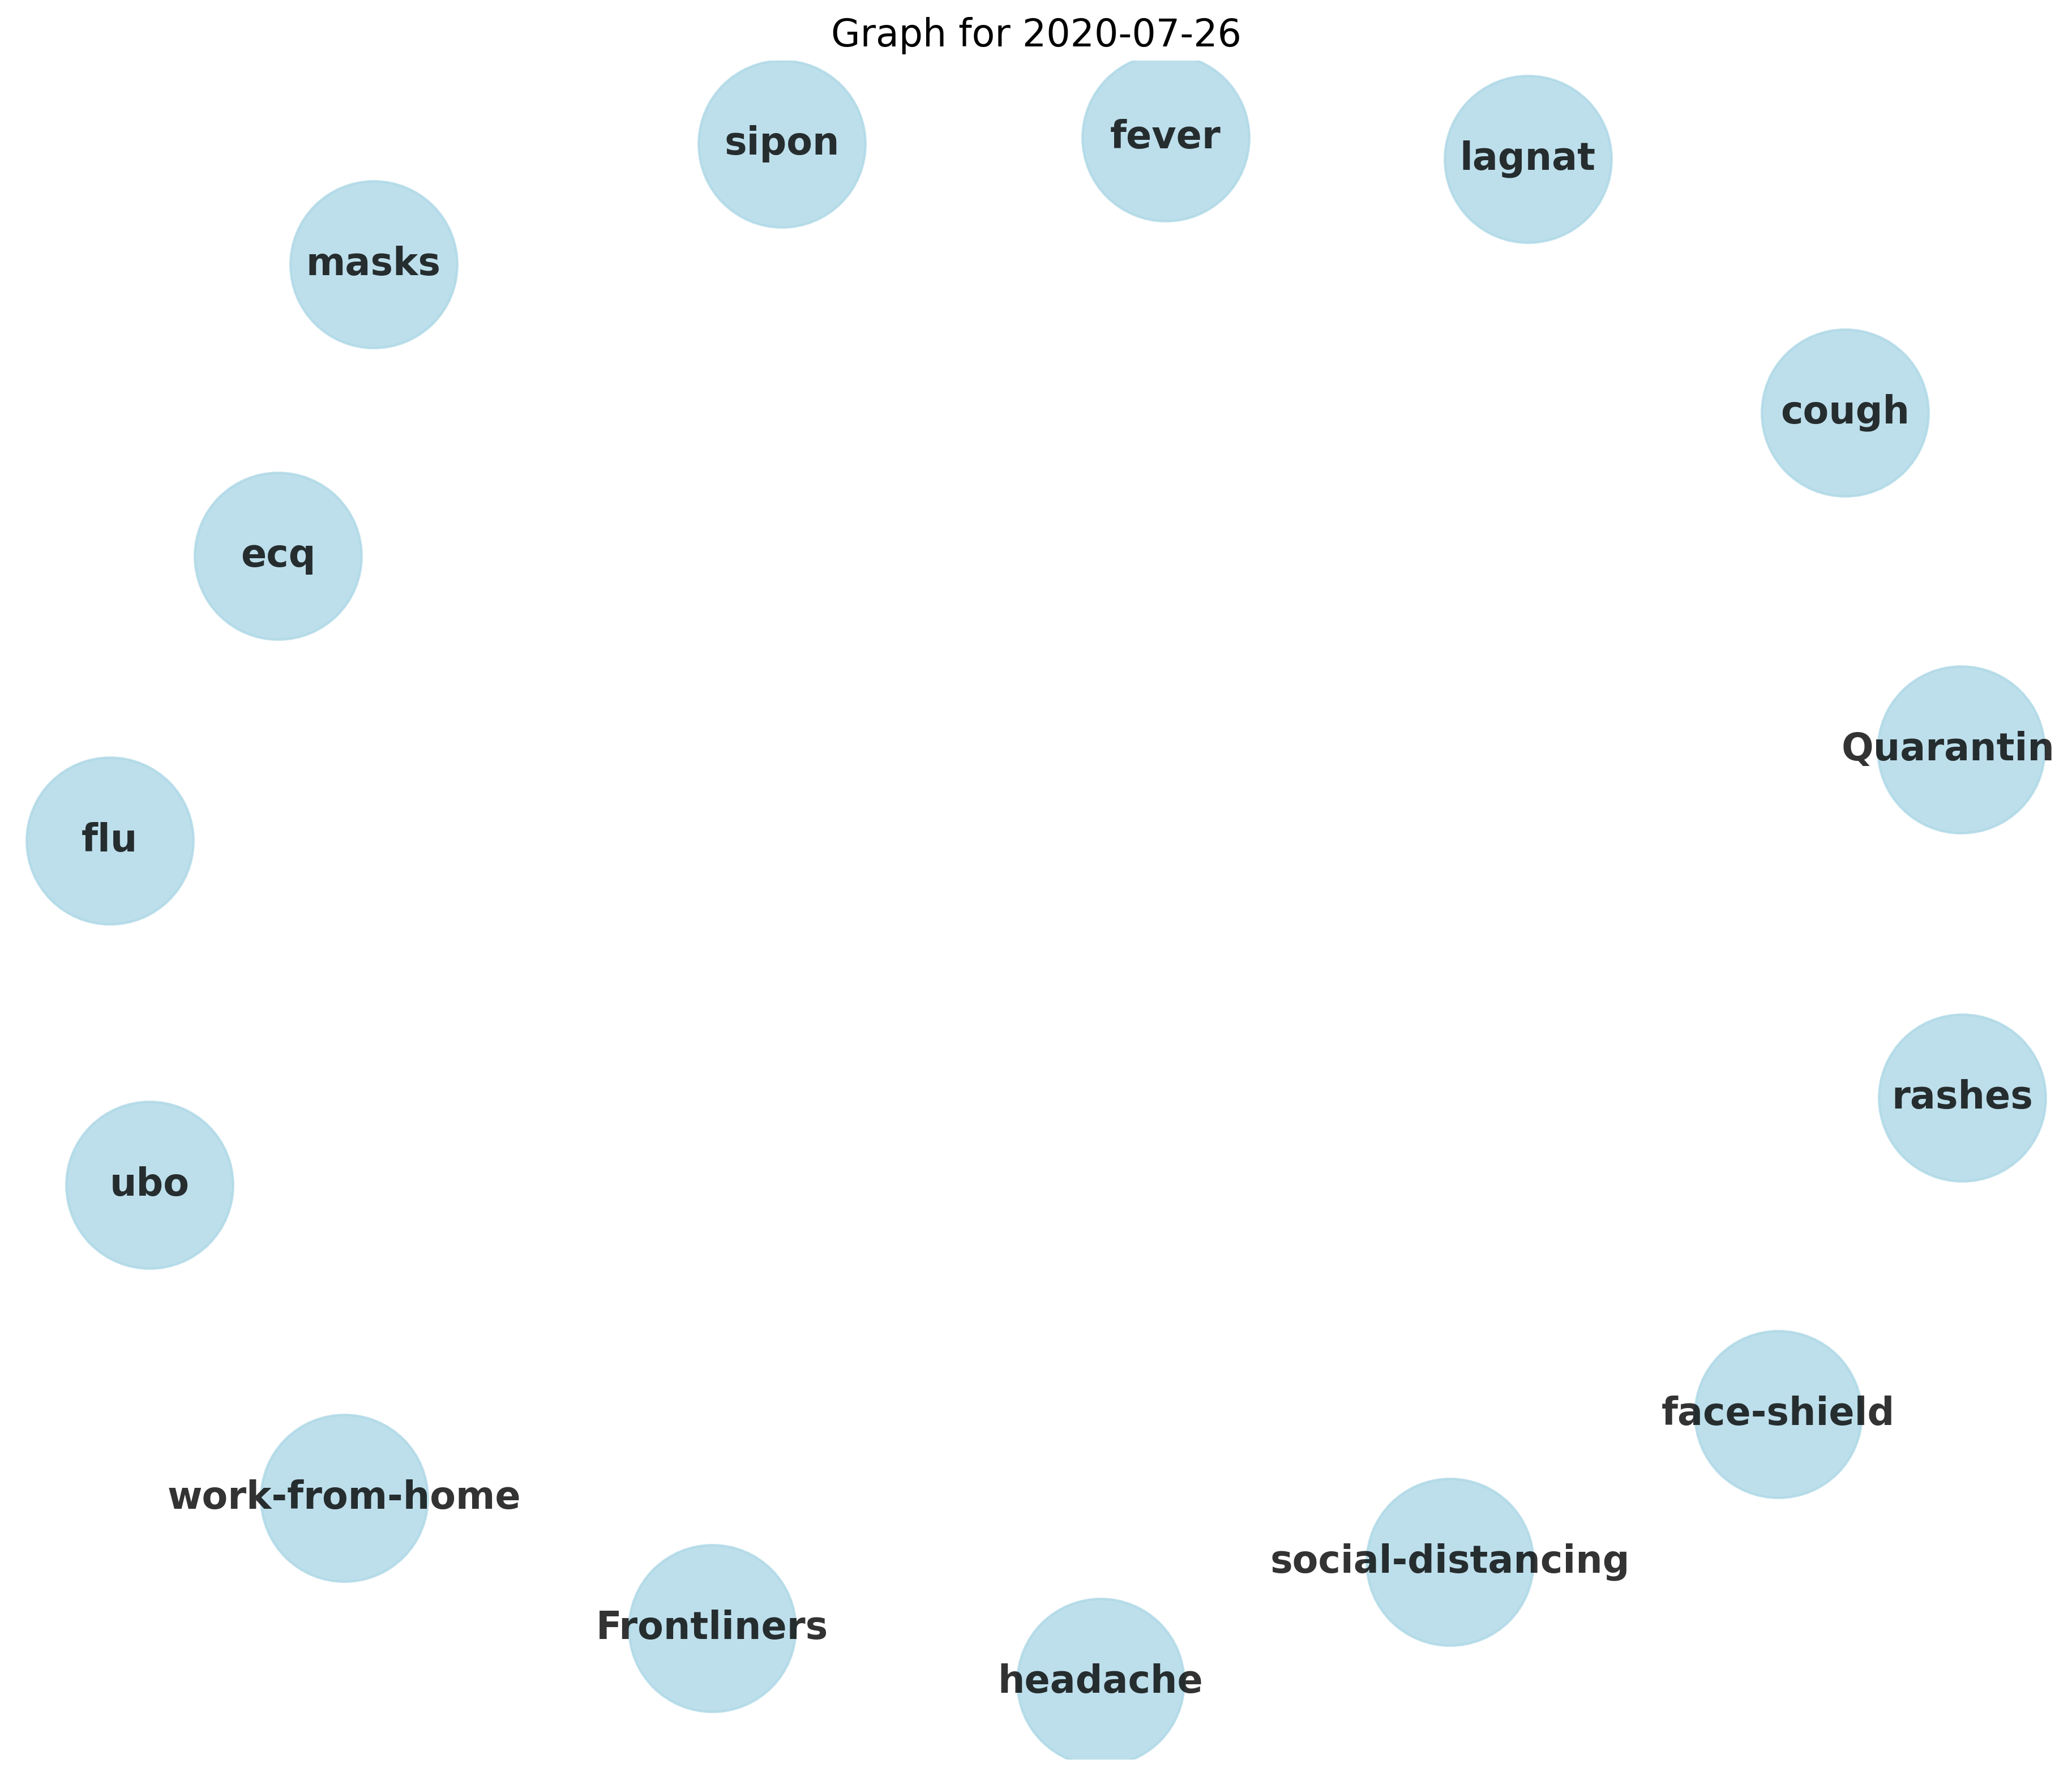 Graph for 2020-07-26
sipon
fever
lagnat
masks
cough
ecq
Quarantin
flu
rashes
ubo
face-shield
work-from-home
social-distancing
Frontliners
headache